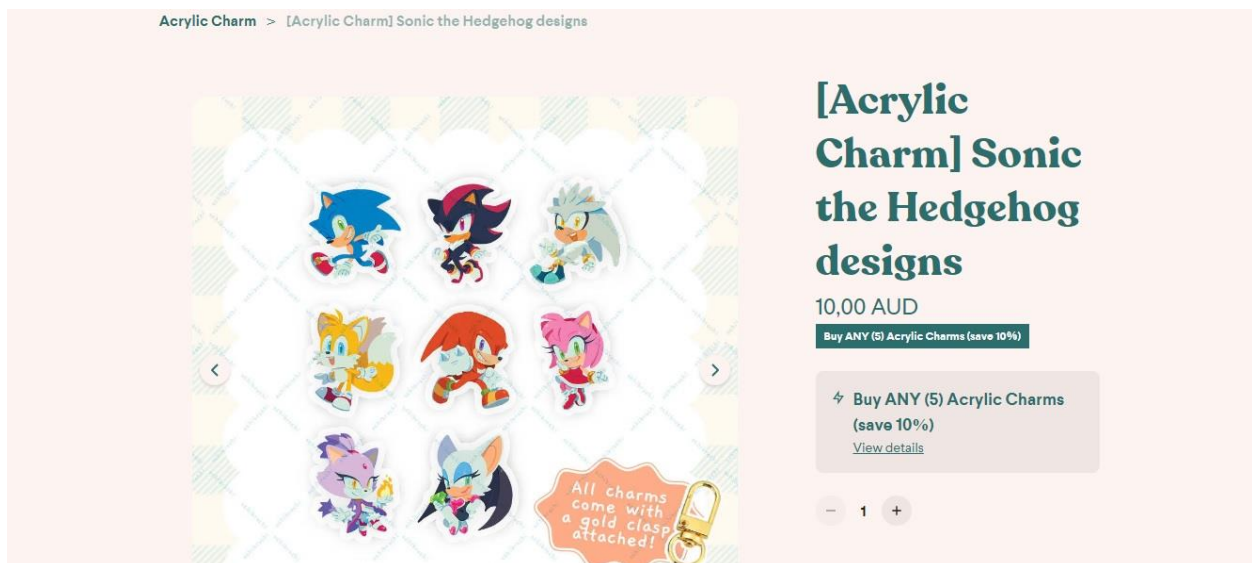 Acrylic Charm > [Acrylic Charm] Sonic the Hedgehog designs
[Acrylic
Charm] Sonic
the Hedgehog
designs
10,00 AUD
Buy ANY (5) Acrylic Charms (save 10%)
Buy ANY (5) Acrylic Charms
(save 10%)
View details
− 1 +
All charms
come with
a gold clasp
attached!